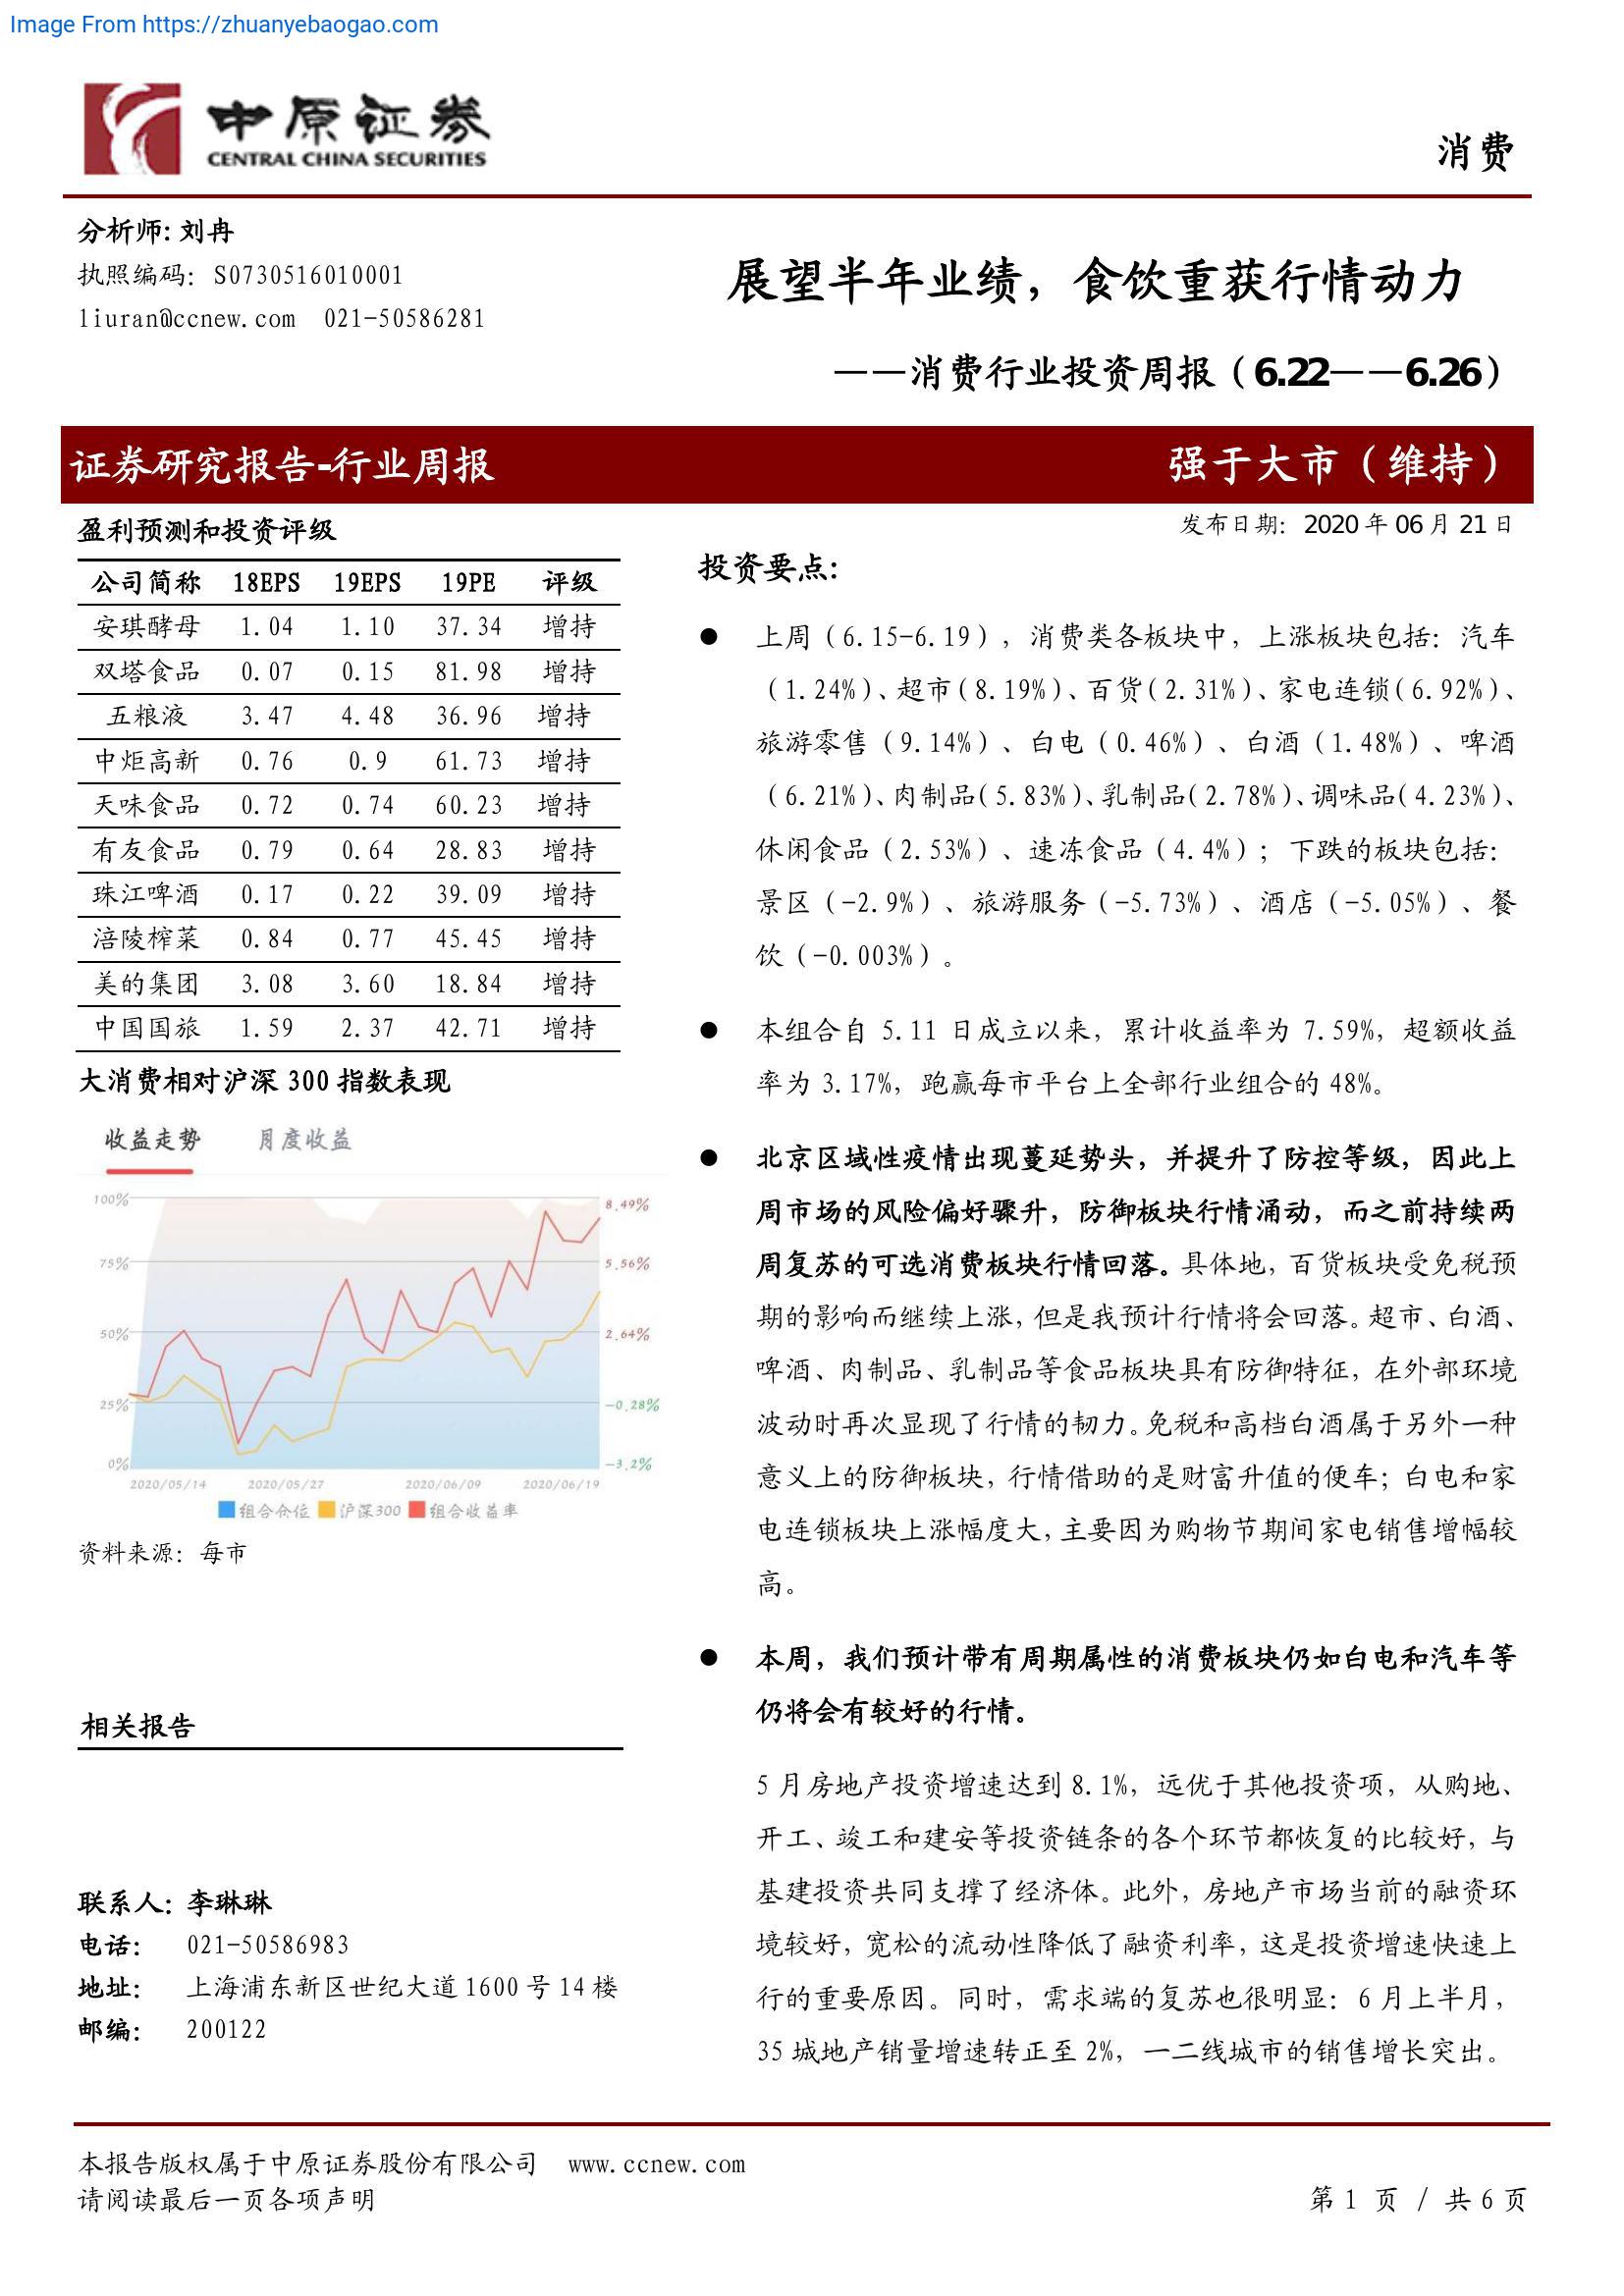 Image From https://zhuanyebaogao.com
中原证券
CENTRAL CHINA SECURITIES
消费
分析师: 刘冉
执照编码: S0730516010001
liuran@ccnew.com 021-50586281
展望半年业绩，食饮重获行情动力
——消费行业投资周报（6.22——6.26）
证券研究报告-行业周报 强于大市（维持）
发布日期: 2020 年 06 月 21 日
盈利预测和投资评级
公司简称 18EPS 19EPS 19PE 评级
安琪酵母 1.04 1.10 37.34 增持
双塔食品 0.07 0.15 81.98 增持
五粮液 3.47 4.48 36.96 增持
中炬高新 0.76 0.9 61.73 增持
天味食品 0.72 0.74 60.23 增持
有友食品 0.79 0.64 28.83 增持
珠江啤酒 0.17 0.22 39.09 增持
涪陵榨菜 0.84 0.77 45.45 增持
美的集团 3.08 3.60 18.84 增持
中国国旅 1.59 2.37 42.71 增持
大消费相对沪深 300 指数表现
收益走势 月度收益
100% 8.49%
75% 5.56%
50% 2.64%
25% -0.28%
0% -3.2%
2020/05/14 2020/05/27 2020/06/09 2020/06/19
组合仓位 沪深300 组合收益率
资料来源: 每市
相关报告
联系人: 李琳琳
电话: 021-50586983
地址: 上海浦东新区世纪大道 1600 号 14 楼
邮编: 200122
投资要点:
● 上周（6.15-6.19），消费类各板块中，上涨板块包括: 汽车
（1.24%）、超市（8.19%）、百货（2.31%）、家电连锁（6.92%）、
旅游零售（9.14%）、白电（0.46%）、白酒（1.48%）、啤酒
（6.21%）、肉制品（5.83%）、乳制品（2.78%）、调味品（4.23%）、
休闲食品（2.53%）、速冻食品（4.4%）；下跌的板块包括:
景区（-2.9%）、旅游服务（-5.73%）、酒店（-5.05%）、餐
饮（-0.003%）。
● 本组合自 5.11 日成立以来，累计收益率为 7.59%，超额收益
率为 3.17%，跑赢每市平台上全部行业组合的 48%。
● 北京区域性疫情出现蔓延势头，并提升了防控等级，因此上
周市场的风险偏好骤升，防御板块行情涌动，而之前持续两
周复苏的可选消费板块行情回落。具体地，百货板块受免税预
期的影响而继续上涨，但是我预计行情将会回落。超市、白酒、
啤酒、肉制品、乳制品等食品板块具有防御特征，在外部环境
波动时再次显现了行情的韧力。免税和高档白酒属于另外一种
意义上的防御板块，行情借助的是财富升值的便车；白电和家
电连锁板块上涨幅度大，主要因为购物节期间家电销售增幅较
高。
● 本周，我们预计带有周期属性的消费板块仍如白电和汽车等
仍将会有较好的行情。
5 月房地产投资增速达到 8.1%，远优于其他投资项，从购地、
开工、竣工和建安等投资链条的各个环节都恢复的比较好，与
基建投资共同支撑了经济体。此外，房地产市场当前的融资环
境较好，宽松的流动性降低了融资利率，这是投资增速快速上
行的重要原因。同时，需求端的复苏也很明显: 6 月上半月，
35 城地产销量增速转正至 2%，一二线城市的销售增长突出。
本报告版权属于中原证券股份有限公司 www.ccnew.com
请阅读最后一页各项声明
第 1 页 / 共 6 页